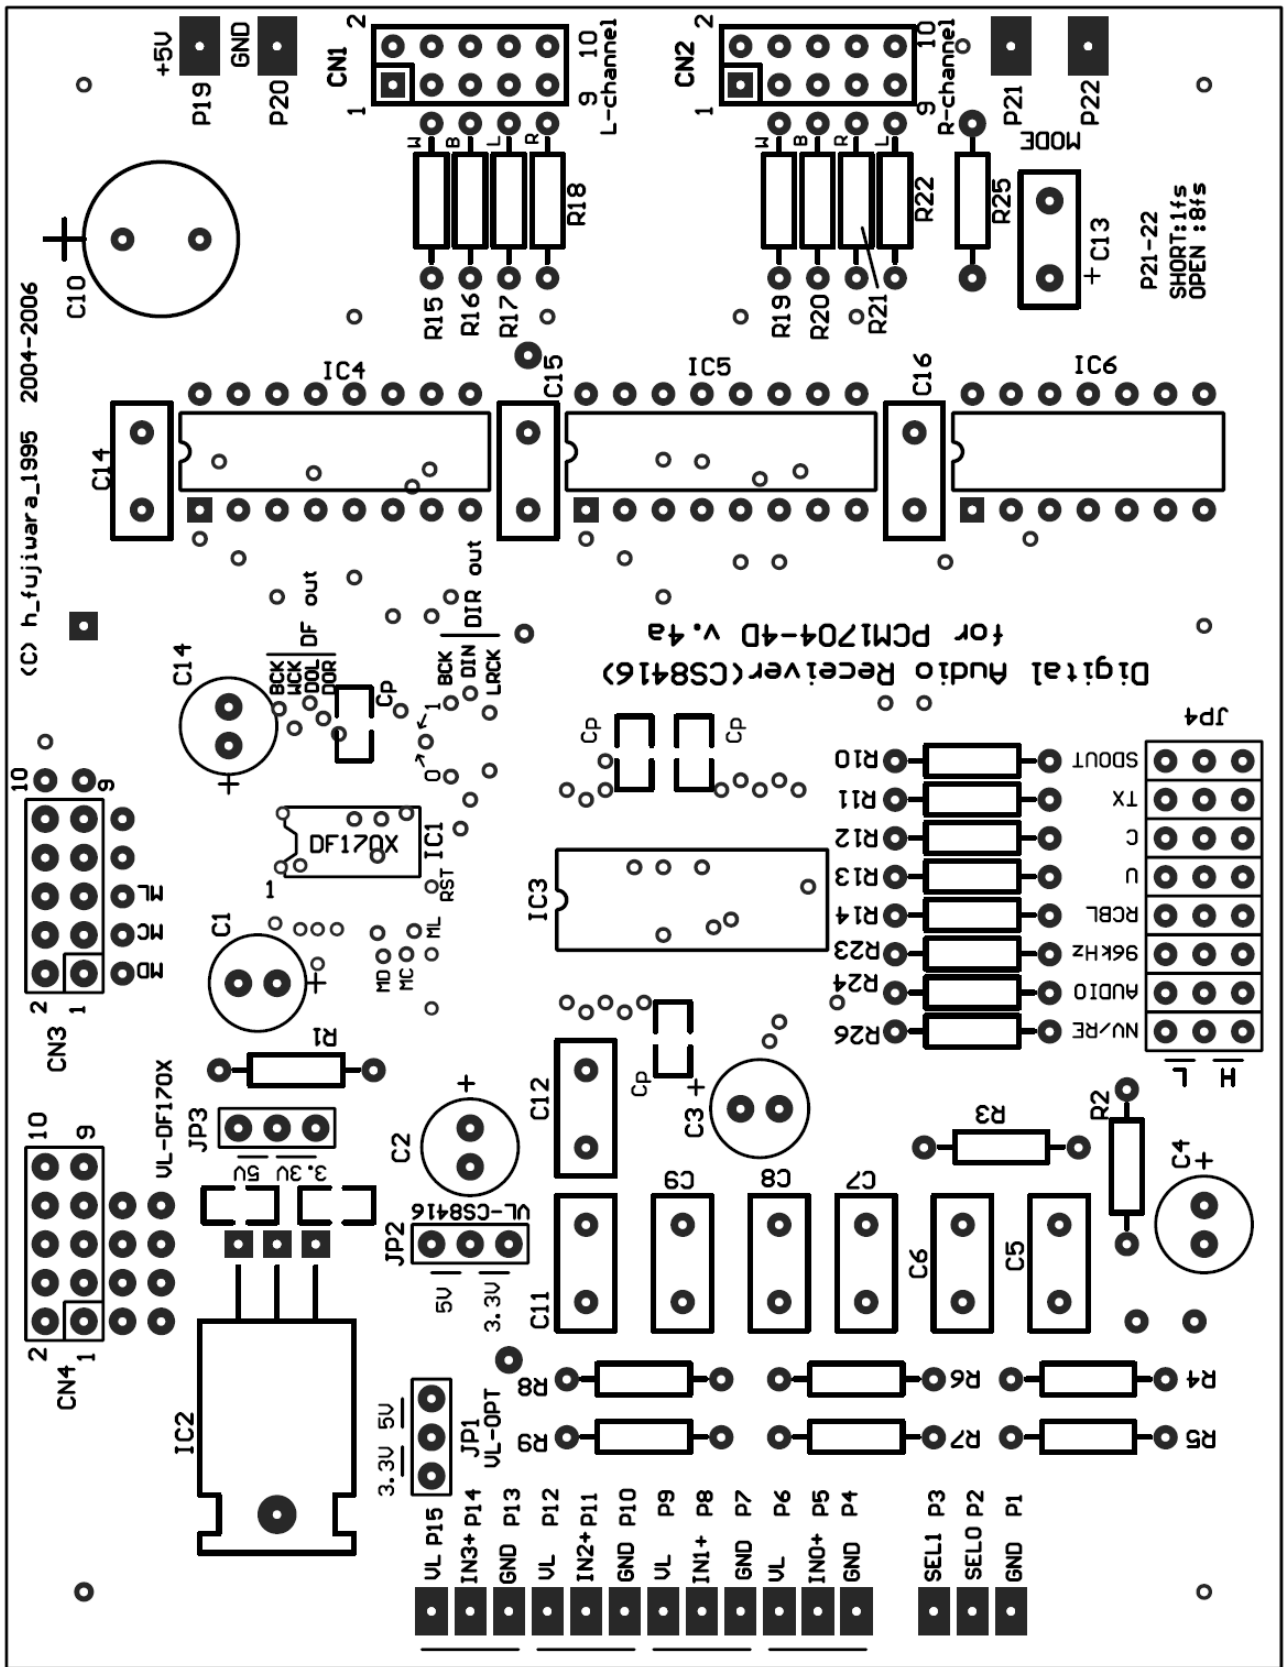 +5V
GND
P19
P20
CN1
2
1
10
9
L-channel
CN2
2
1
10
9
R-channel
P21
P22
MODE
W
B
L
R
W
B
R
L
R18
R22
R25
C13
+
P21-22
SHORT:1fs
OPEN :8fs
C10
+
R15
R16
R17
R19
R20
R21
(C) h_fujiwara_1995 2004-2006
IC4
C15
IC5
C16
IC6
C14
DF out
BCK
WCK
DOL
DOR
DIR out
BCK
DIN
LRCK
Digital Audio Receiver(CS8416)
for PCM1704-4D v.4a
C14
+
Cp
0
1
Cp
Cp
JP4
R10
SDOUT
R11
TX
R12
C
R13
U
R14
RCBL
R23
96kHz
R24
AUDIO
R26
NV/RE
L
H
10
9
ML
MC
MD
2
1
CN3
DF170X
IC1
1
RST
ML
MD
MC
C1
+
IC3
Cp
R1
C12
C3
+
R2
R3
C4
+
10
9
VL-DF170X
JP3
5V
3.3V
C2
+
VL-CS8416
JP2
5V
3.3V
C9
C8
C7
C6
C5
C11
2
1
CN4
IC2
R8
R6
R4
R9
R7
R5
5V
3.3V
JP1
VL-OPT
VL P15
IN3+ P14
GND P13
VL P12
IN2+ P11
GND P10
VL P9
IN1+ P8
GND P7
VL P6
IN0+ P5
GND P4
SEL1 P3
SEL0 P2
GND P1